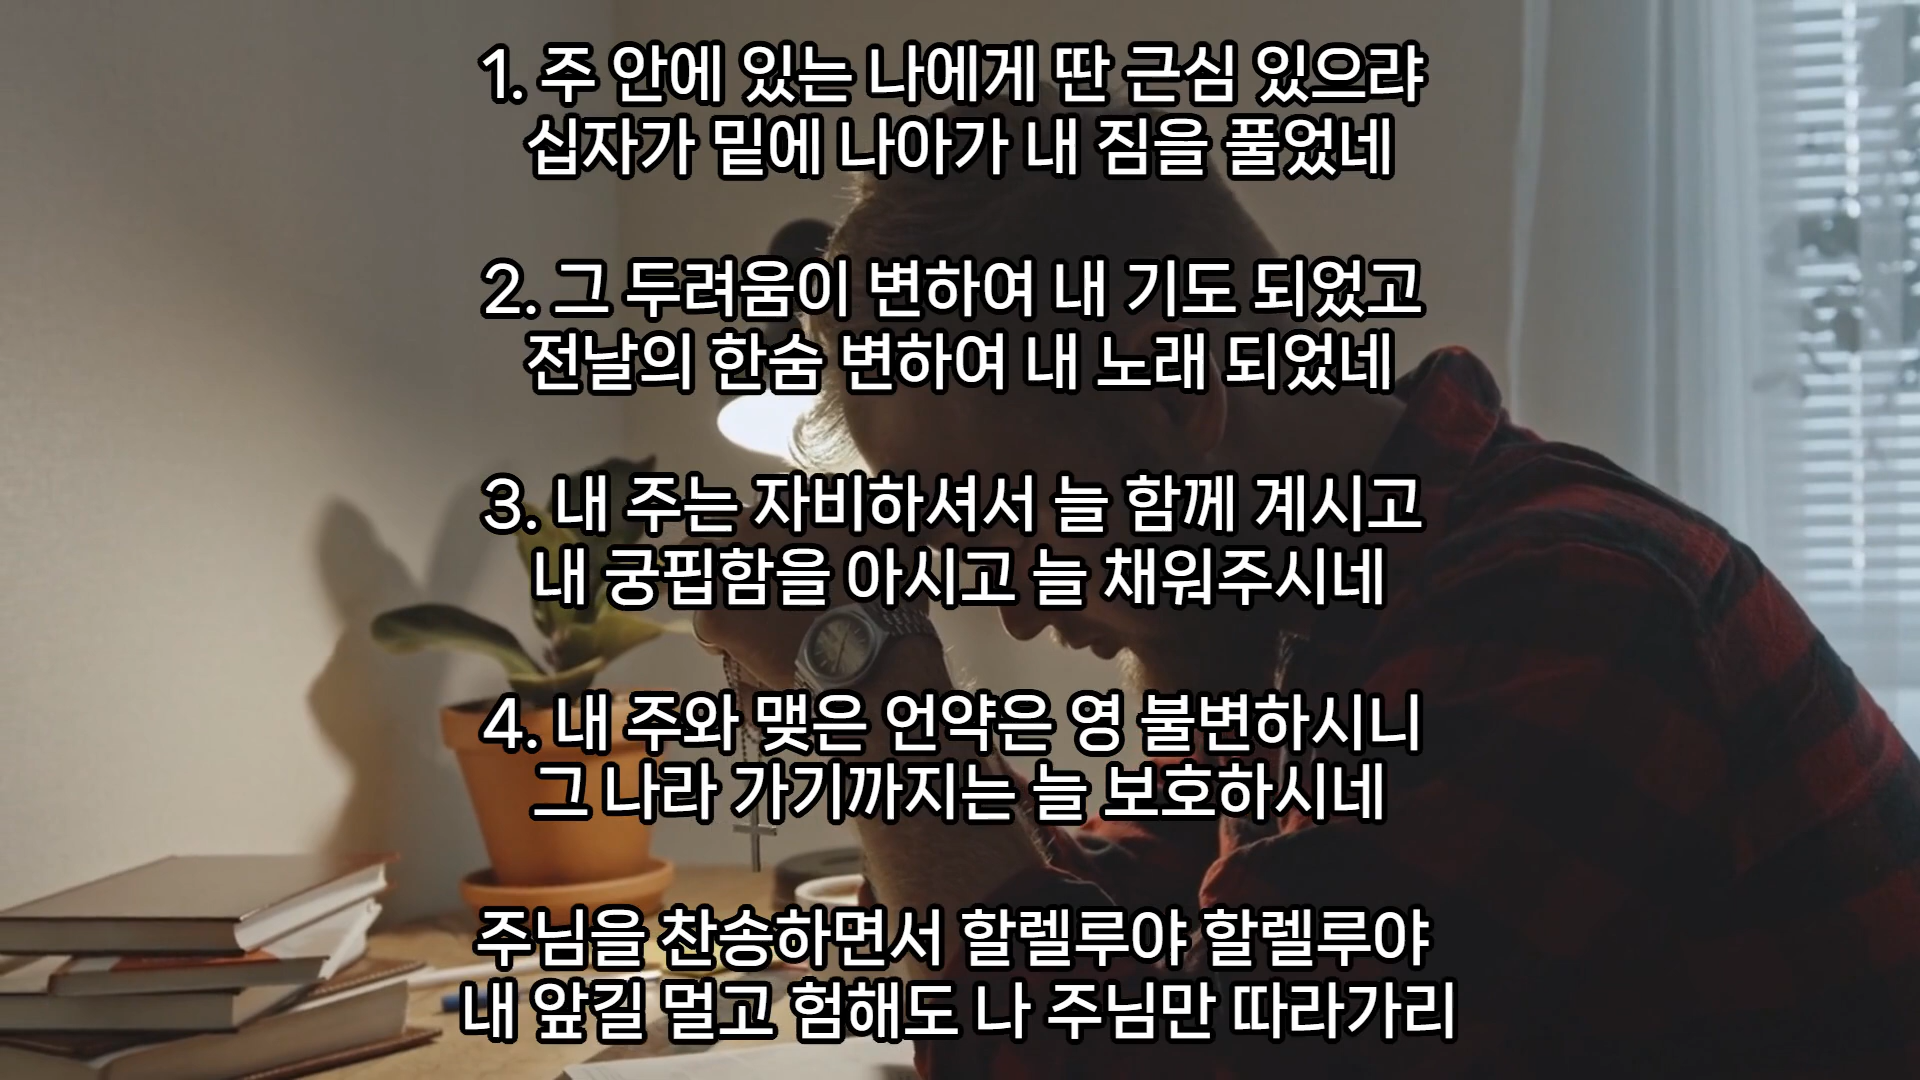 1. 주 안에 있는 나에게 딴 근심 있으랴
십자가 밑에 나아가 내 짐을 풀었네
2. 그 두려움이 변하여 내 기도 되었고
전날의 한숨 변하여 내 노래 되었네
3. 내 주는 자비하셔서 늘 함께 계시고
내 궁핍함을 아시고 늘 채워주시네
4. 내 주와 맺은 언약은 영 불변하시니
그 나라 가기까지는 늘 보호하시네
주님을 찬송하면서 할렐루야 할렐루야
내 앞길 멀고 험해도 나 주님만 따라가리